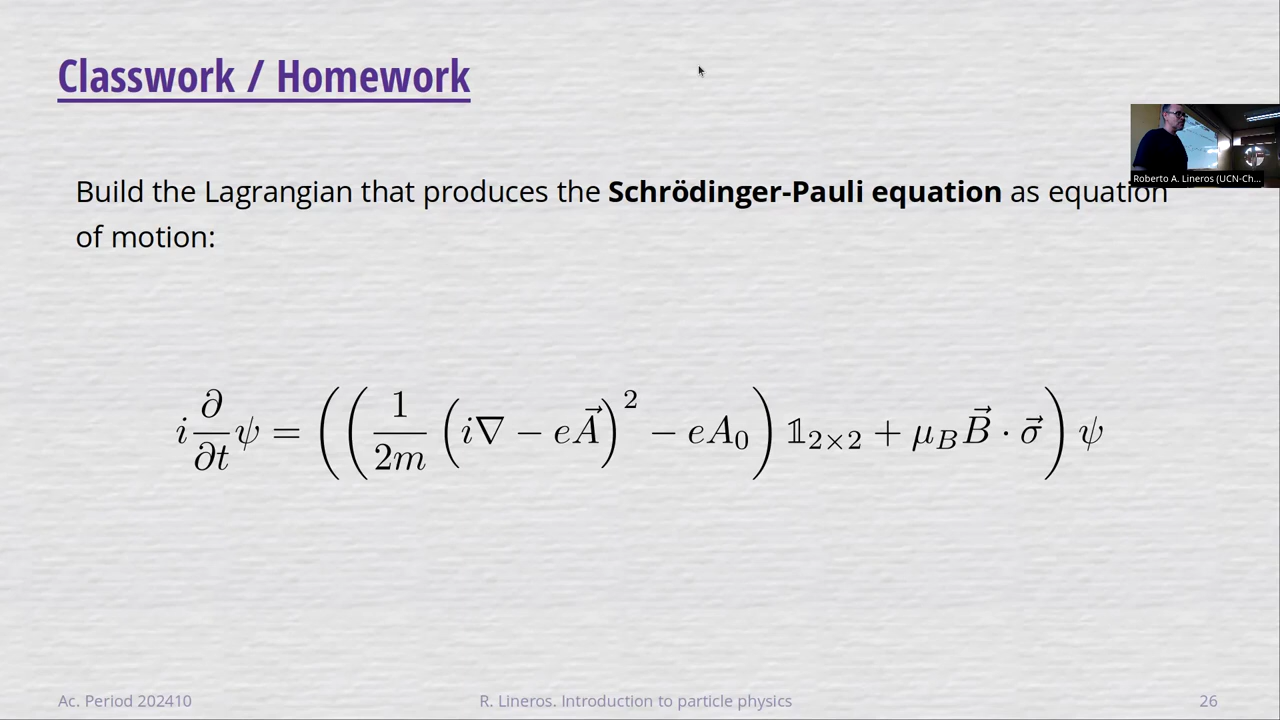 Classwork / Homework
Roberto A. Lineros (UCN-Ch...
Build the Lagrangian that produces the Schrödinger-Pauli equation as equation
of motion:
i ∂/∂t ψ = ( ( 1/2m ( i∇ − eA⃗ )² − eA₀ ) 𝟙₂ₓ₂ + μ_B B⃗ · σ⃗ ) ψ
Ac. Period 202410
R. Lineros. Introduction to particle physics
26